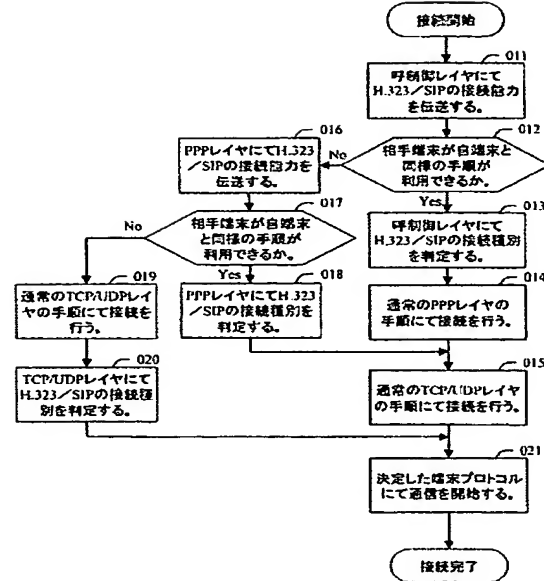 接続開始
011
呼制御レイヤにて
H.323/SIPの接続能力
を伝送する。
012
相手端末が自端末と
同様の手順が
利用できるか。
No
Yes
016
PPPレイヤにてH.323
/SIPの接続能力を
伝送する。
017
相手端末が自端末
と同様の手順が
利用できるか。
No
Yes
013
呼制御レイヤにて
H.323/SIPの接続種別
を判定する。
014
通常のPPPレイヤの
手順にて接続を行う。
018
PPPレイヤにてH.323
/SIPの接続種別を
判定する。
019
通常のTCP/UDPレイ
ヤの手順にて接続を
行う。
020
TCP/UDPレイヤにて
H.323/SIPの接続種
別を判定する。
015
通常のTCP/UDPレイヤ
の手順にて接続を行う。
021
決定した端末プロトコル
にて通信を開始する。
接続完了